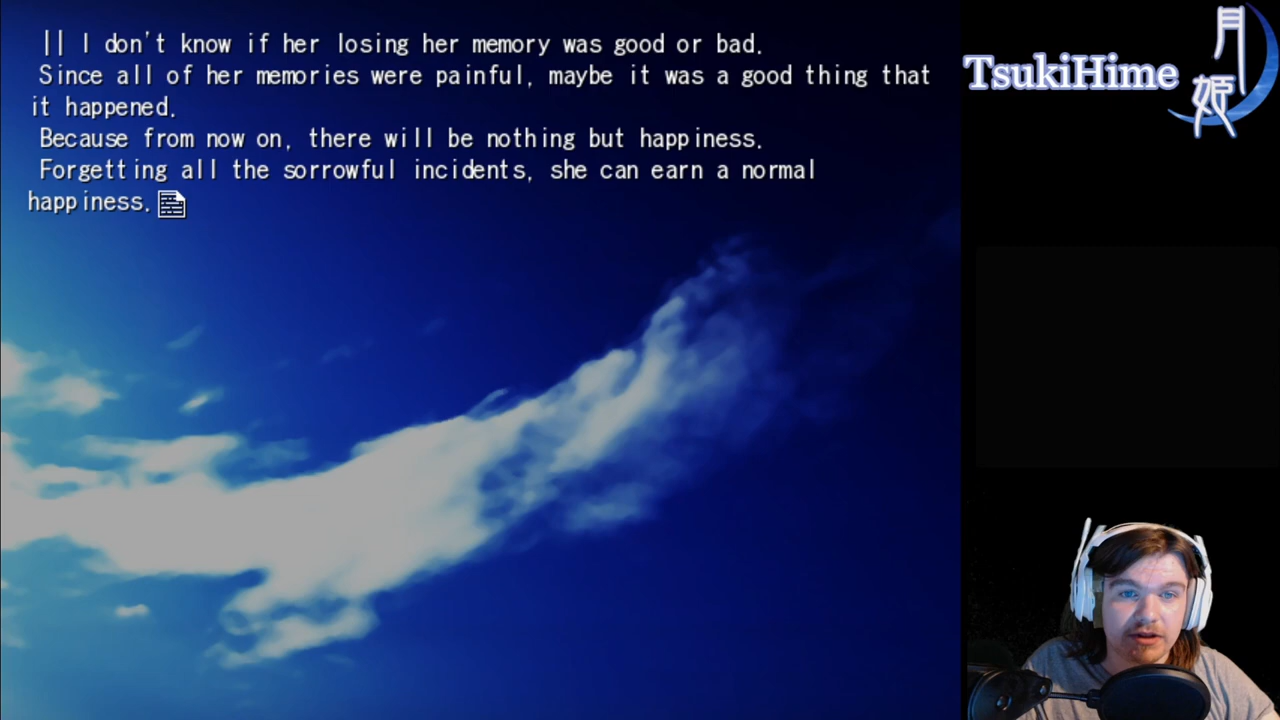 || I don't know if her losing her memory was good or bad.
Since all of her memories were painful, maybe it was a good thing that
it happened.
Because from now on, there will be nothing but happiness.
Forgetting all the sorrowful incidents, she can earn a normal
happiness.
TsukiHime
月姫